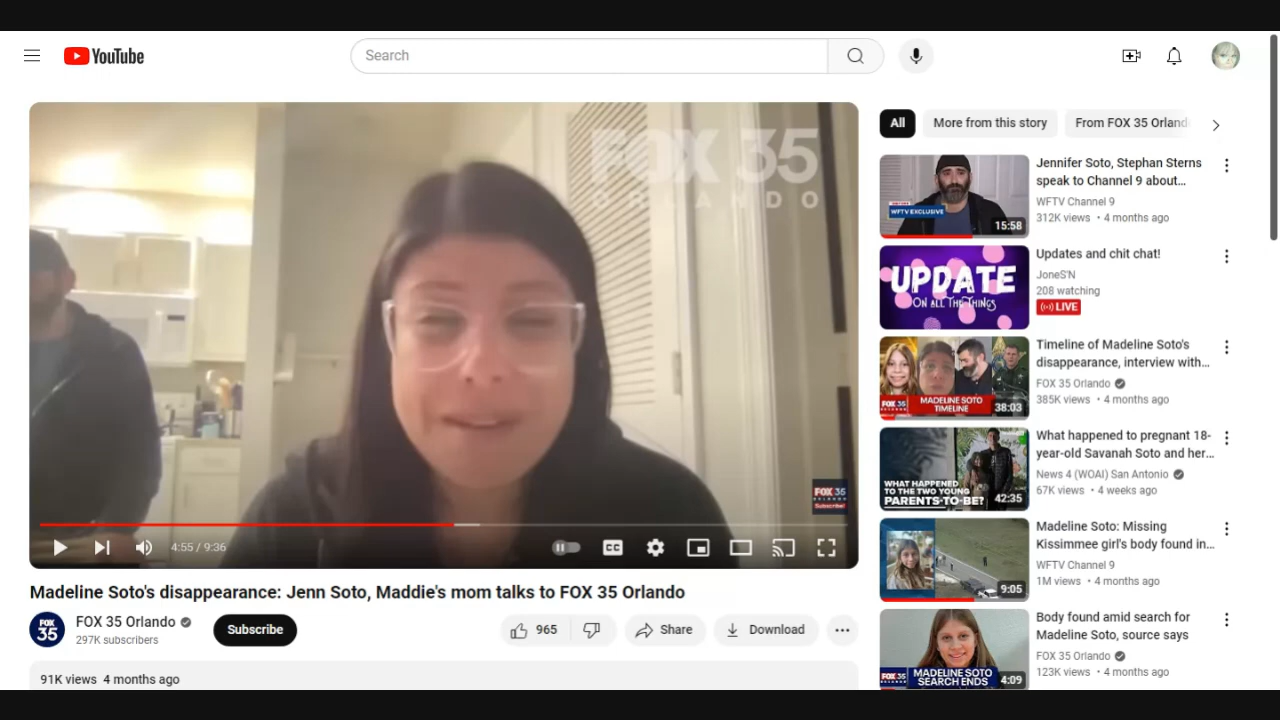 YouTube
Search
FOX 35
ORLANDO
FOX 35
ORLANDO
Subscribe!
4:55 / 9:36
CC
Madeline Soto's disappearance: Jenn Soto, Maddie's mom talks to FOX 35 Orlando
FOX 35
FOX 35 Orlando
297K subscribers
Subscribe
965
Share
Download
91K views 4 months ago
All
More from this story
From FOX 35 Orland
WFTV EXCLUSIVE
15:58
Jennifer Soto, Stephan Sterns
speak to Channel 9 about…
WFTV Channel 9
312K views • 4 months ago
UPDATE
ON ALL THE THINGS
Updates and chit chat!
JoneS'N
208 watching
LIVE
FOX 35
MADELINE SOTO
TIMELINE
38:03
Timeline of Madeline Soto's
disappearance, interview with…
FOX 35 Orlando
385K views • 4 months ago
WHAT HAPPENED
TO THE TWO YOUNG
PARENTS-TO-BE?
42:35
What happened to pregnant 18-
year-old Savanah Soto and her…
News 4 (WOAI) San Antonio
67K views • 4 weeks ago
9:05
Madeline Soto: Missing
Kissimmee girl's body found in…
WFTV Channel 9
1M views • 4 months ago
FOX 35
MADELINE SOTO
SEARCH ENDS
4:09
Body found amid search for
Madeline Soto, source says
FOX 35 Orlando
123K views • 4 months ago